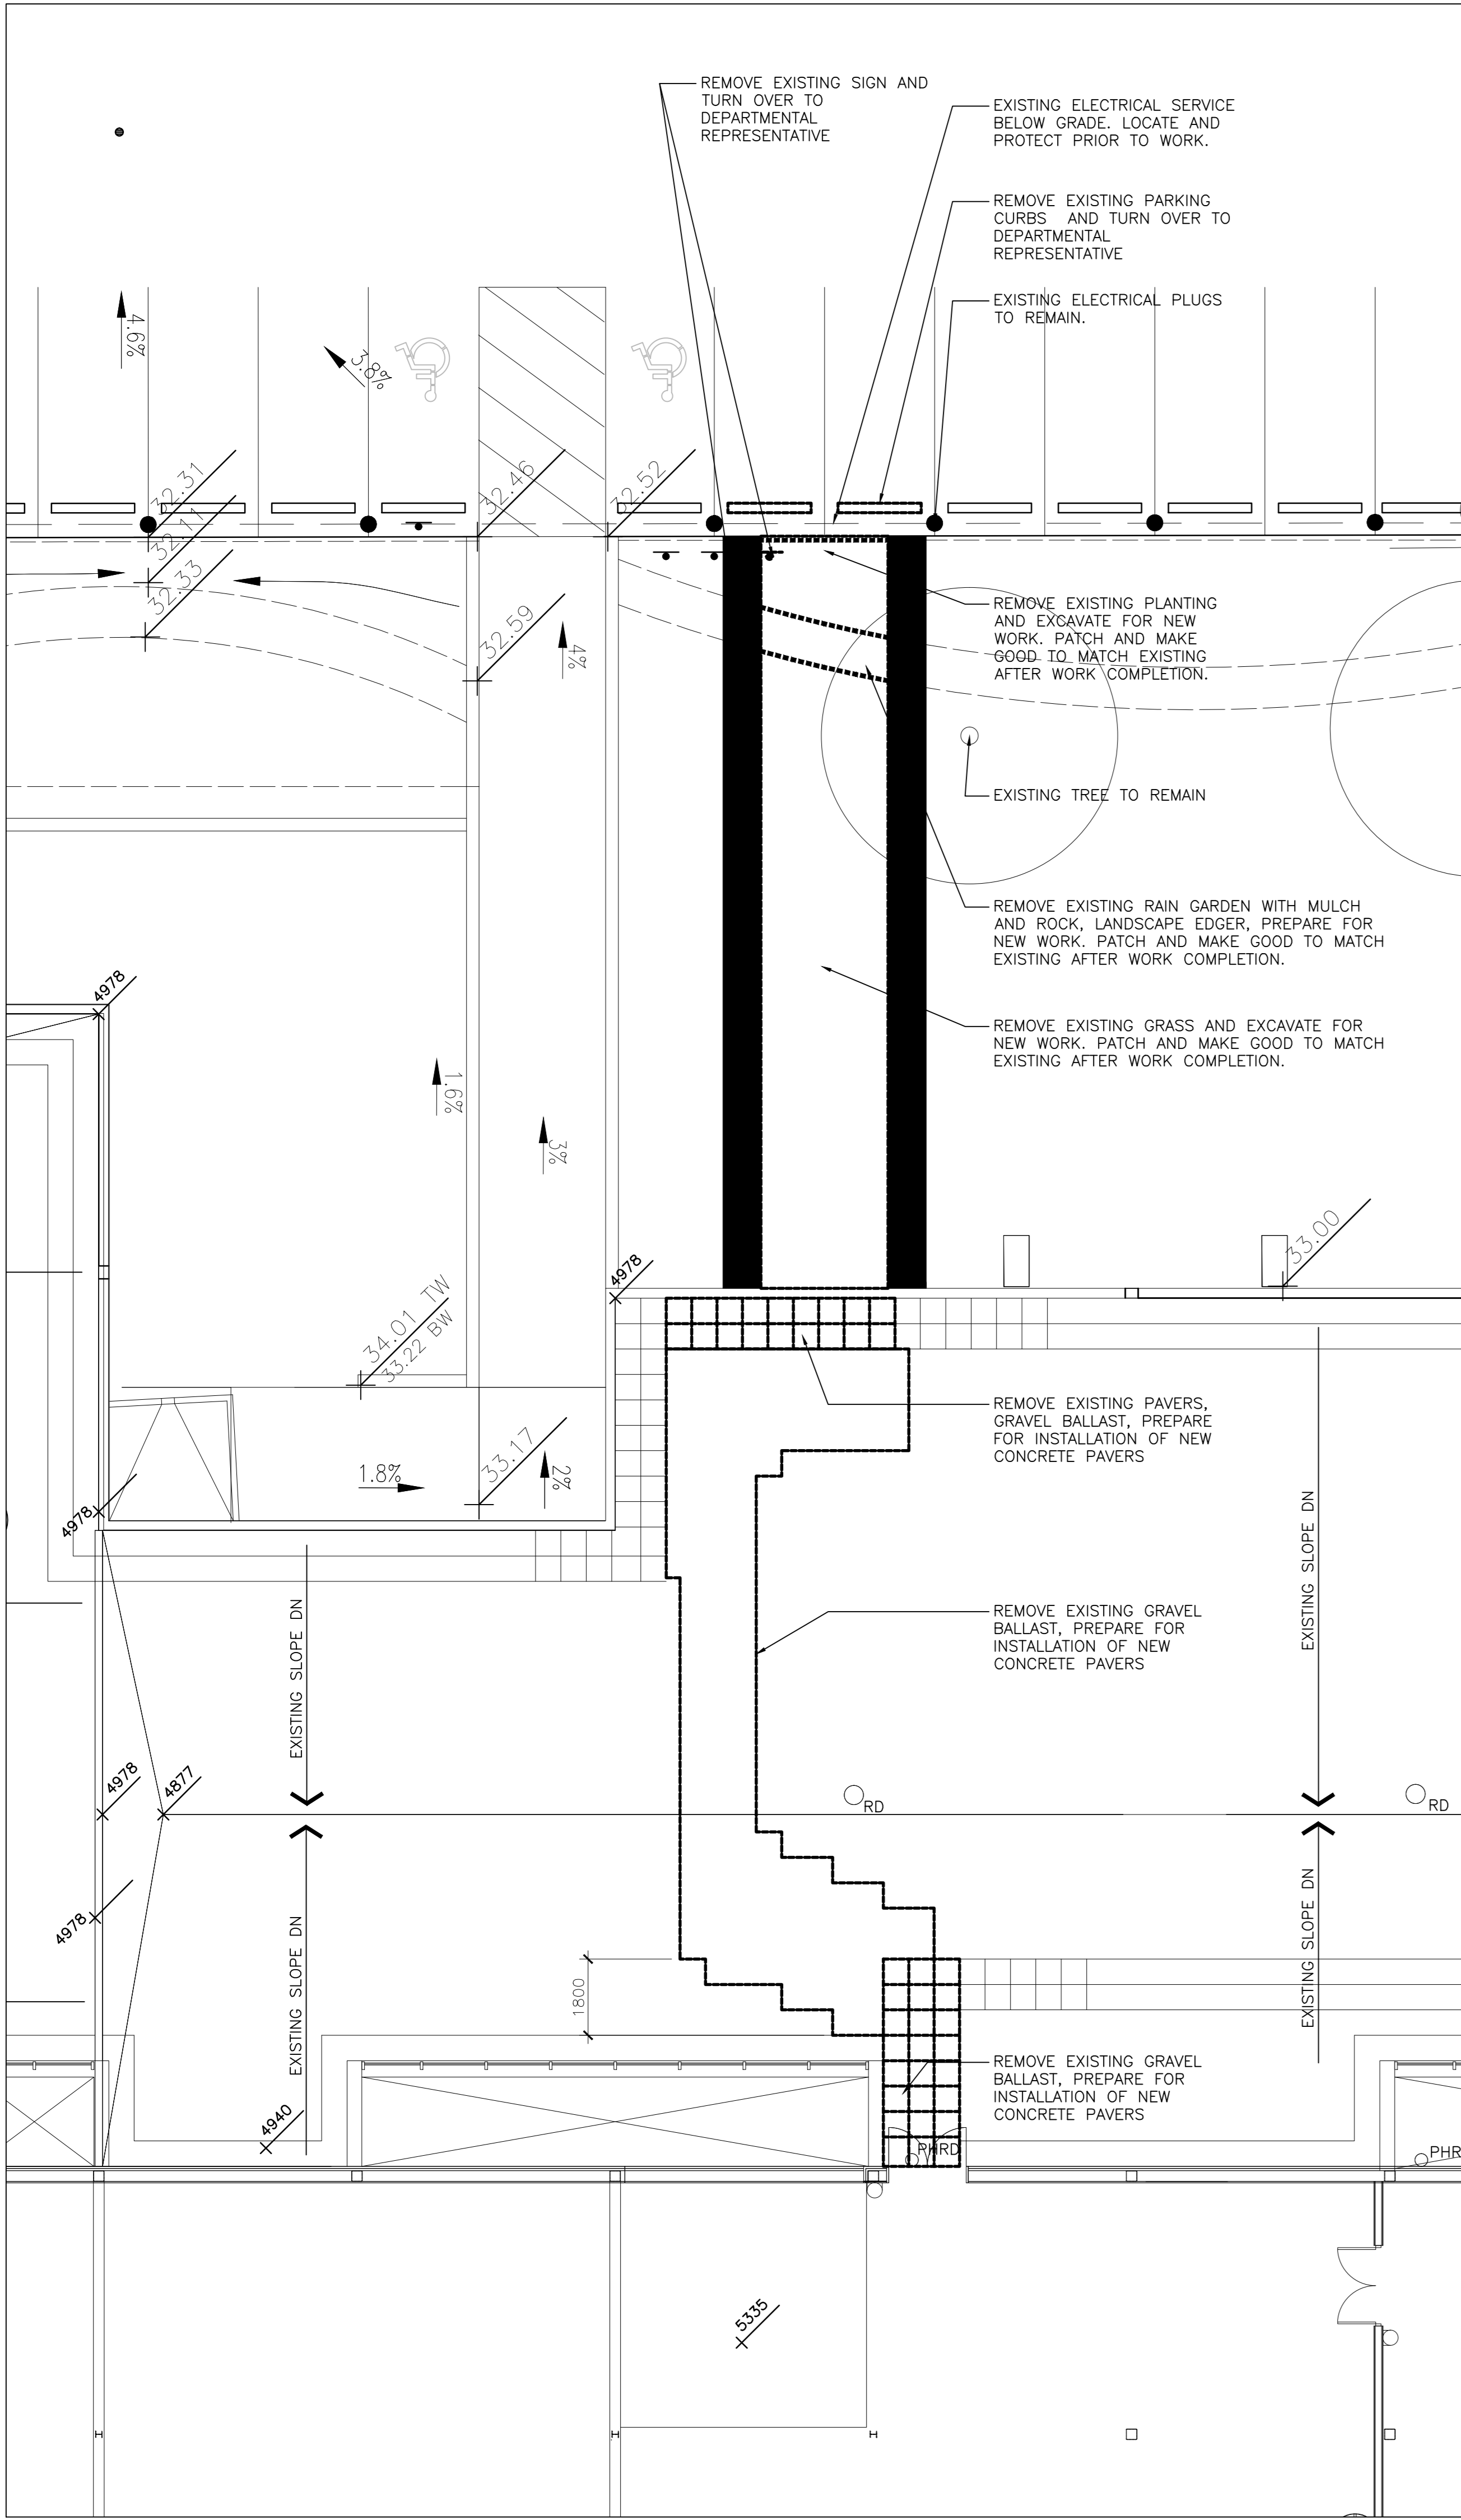 REMOVE EXISTING SIGN AND
TURN OVER TO
DEPARTMENTAL
REPRESENTATIVE
EXISTING ELECTRICAL SERVICE
BELOW GRADE. LOCATE AND
PROTECT PRIOR TO WORK.
REMOVE EXISTING PARKING
CURBS AND TURN OVER TO
DEPARTMENTAL
REPRESENTATIVE
EXISTING ELECTRICAL PLUGS
TO REMAIN.
4.6%
3.8%
32.31
32.11
32.33
32.46
32.52
32.59
4%
REMOVE EXISTING PLANTING
AND EXCAVATE FOR NEW
WORK. PATCH AND MAKE
GOOD TO MATCH EXISTING
AFTER WORK COMPLETION.
EXISTING TREE TO REMAIN
REMOVE EXISTING RAIN GARDEN WITH MULCH
AND ROCK, LANDSCAPE EDGER, PREPARE FOR
NEW WORK. PATCH AND MAKE GOOD TO MATCH
EXISTING AFTER WORK COMPLETION.
4978
REMOVE EXISTING GRASS AND EXCAVATE FOR
NEW WORK. PATCH AND MAKE GOOD TO MATCH
EXISTING AFTER WORK COMPLETION.
1.6%
3%
4978
33.00
34.01 TW
33.22 BW
REMOVE EXISTING PAVERS,
GRAVEL BALLAST, PREPARE
FOR INSTALLATION OF NEW
CONCRETE PAVERS
1.8%
33.17
2%
4978
EXISTING SLOPE DN
EXISTING SLOPE DN
REMOVE EXISTING GRAVEL
BALLAST, PREPARE FOR
INSTALLATION OF NEW
CONCRETE PAVERS
4978
4877
RD
RD
4978
EXISTING SLOPE DN
EXISTING SLOPE DN
1800
REMOVE EXISTING GRAVEL
BALLAST, PREPARE FOR
INSTALLATION OF NEW
CONCRETE PAVERS
4940
PHRD
PHR
5335